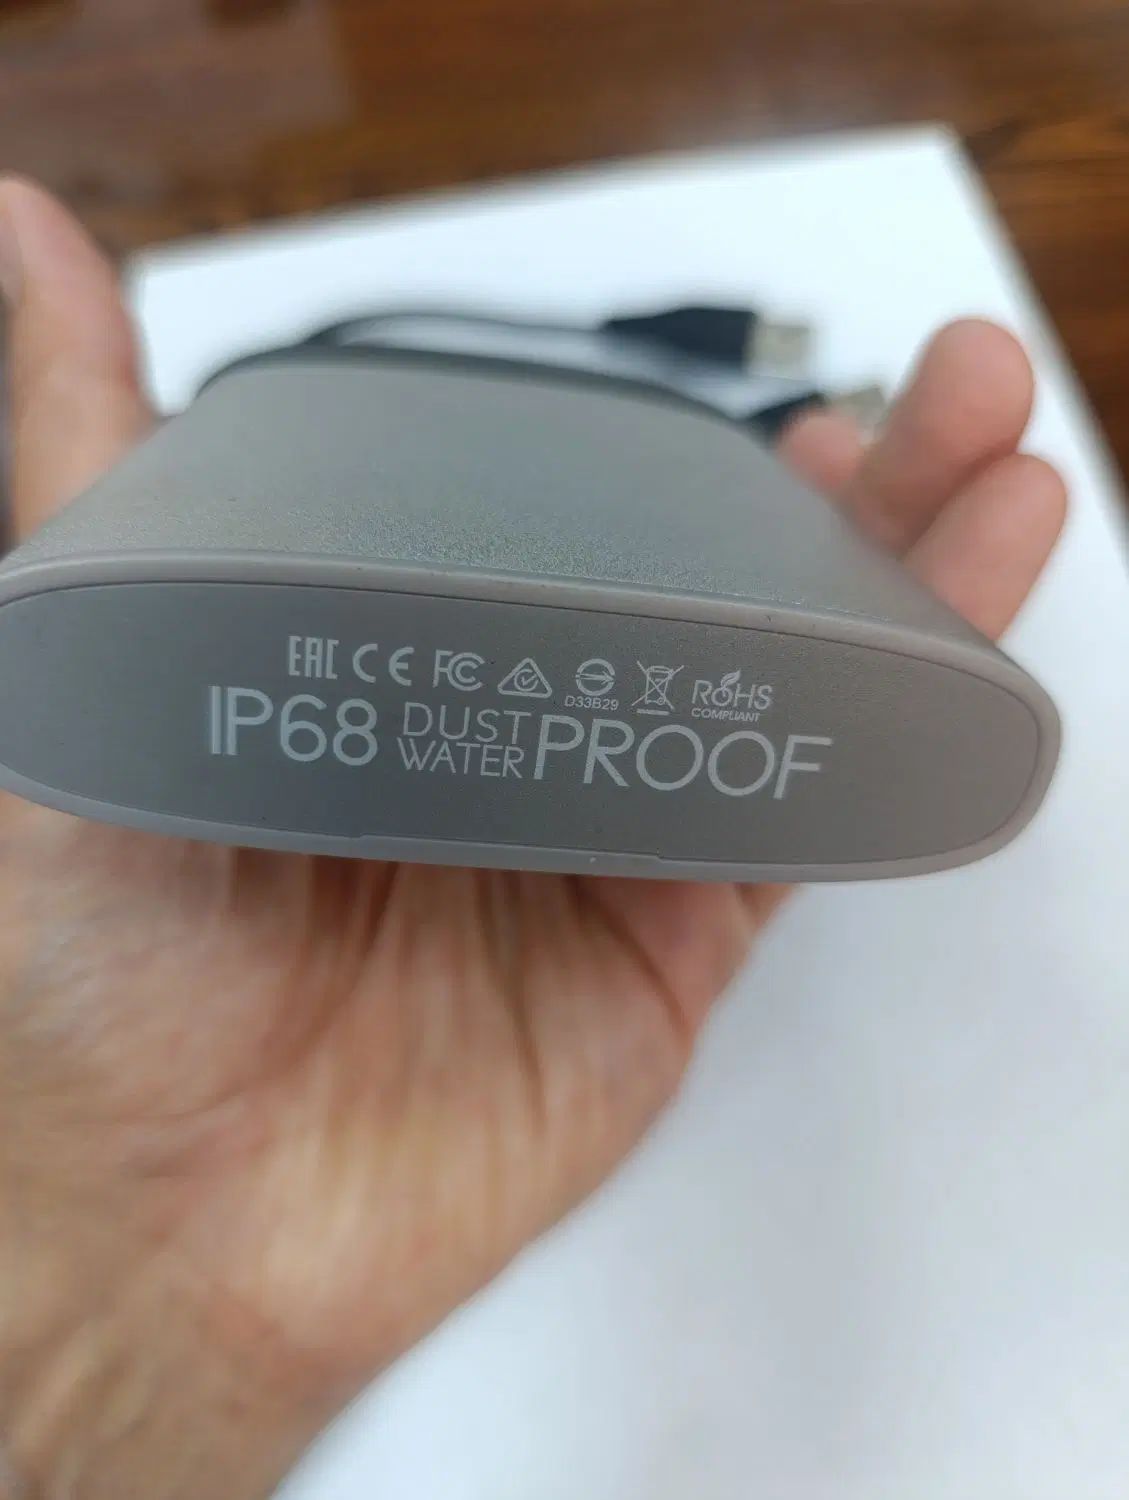 EAC CE FC D33B29 RoHS
COMPLIANT
IP68 DUST WATER PROOF